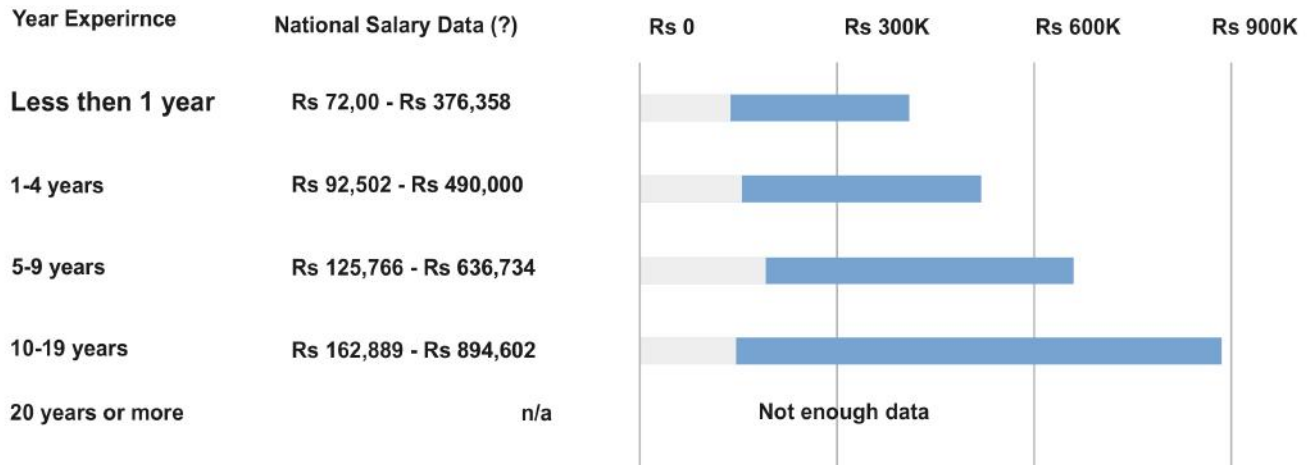 Year Experirnce National Salary Data (?) Rs 0 Rs 300K Rs 600K Rs 900K
Less then 1 year Rs 72,00 - Rs 376,358
1-4 years Rs 92,502 - Rs 490,000
5-9 years Rs 125,766 - Rs 636,734
10-19 years Rs 162,889 - Rs 894,602
20 years or more n/a Not enough data